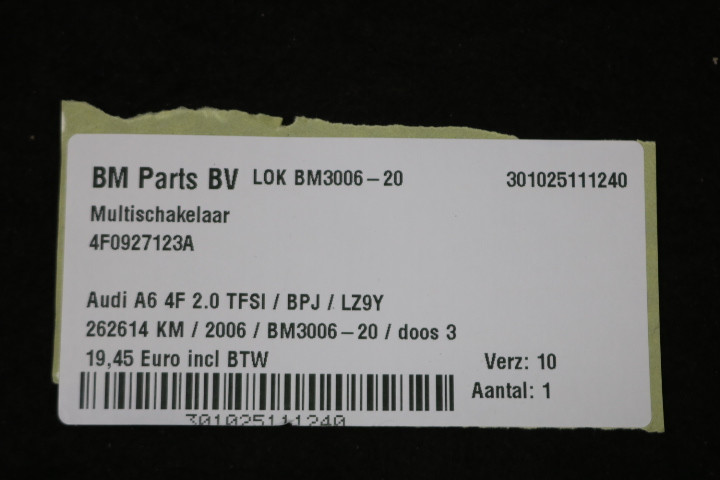 BM Parts BV LOK BM3006-20 301025111240
Multischakelaar
4F0927123A
Audi A6 4F 2.0 TFSI / BPJ / LZ9Y
262614 KM / 2006 / BM3006-20 / doos 3
19,45 Euro incl BTW Verz: 10
Aantal: 1
301025111240